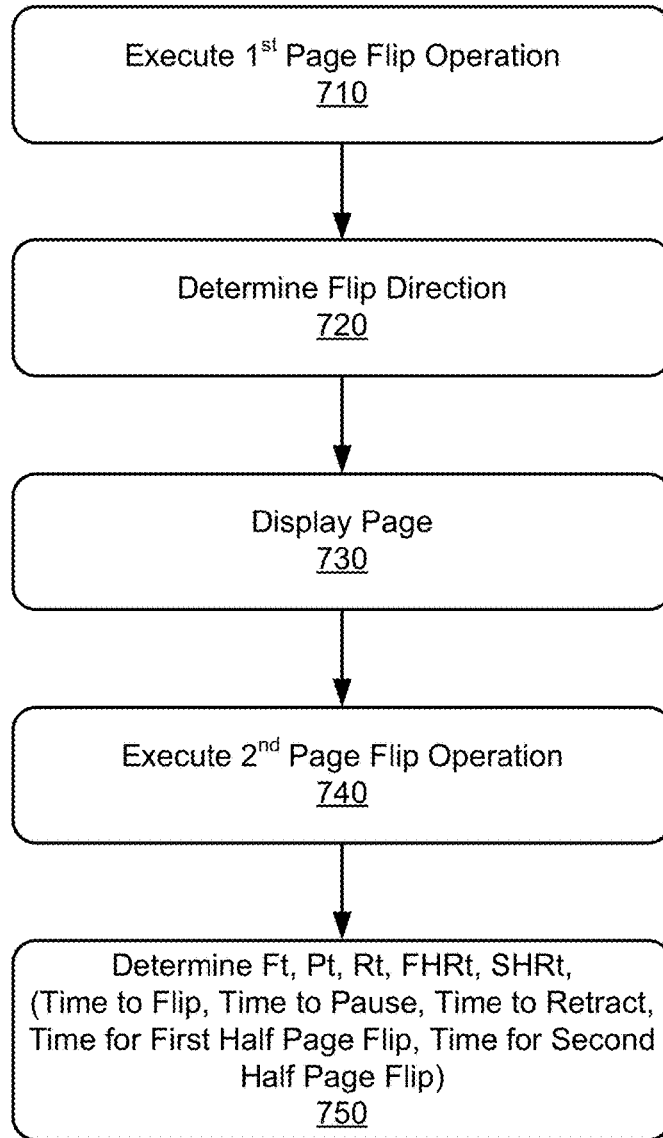 Execute 1st Page Flip Operation
710
Determine Flip Direction
720
Display Page
730
Execute 2nd Page Flip Operation
740
Determine Ft, Pt, Rt, FHRt, SHRt,
(Time to Flip, Time to Pause, Time to Retract,
Time for First Half Page Flip, Time for Second
Half Page Flip)
750